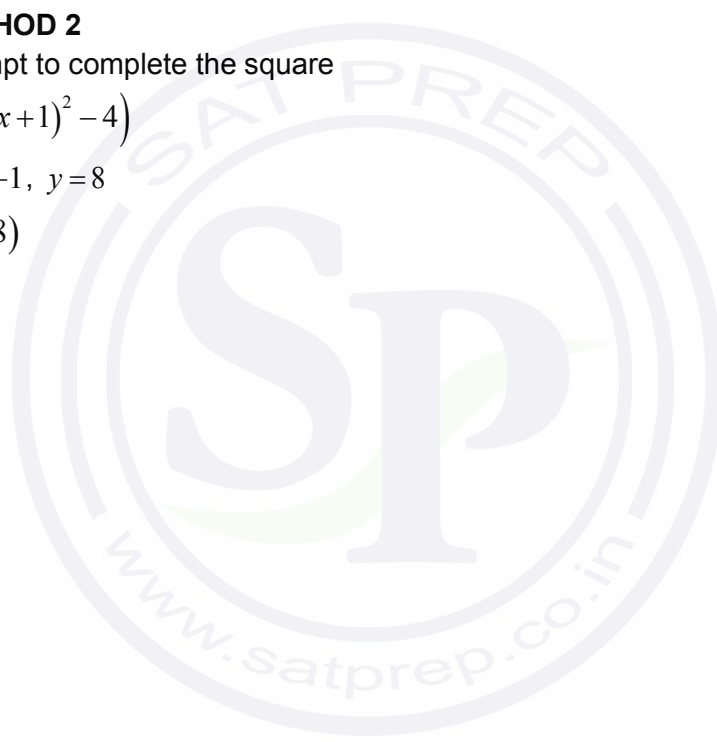 HOD 2
pt to complete the square
x+1)² − 4)
−1, y = 8
8)
SAT PREP
SP
www.satprep.co.in